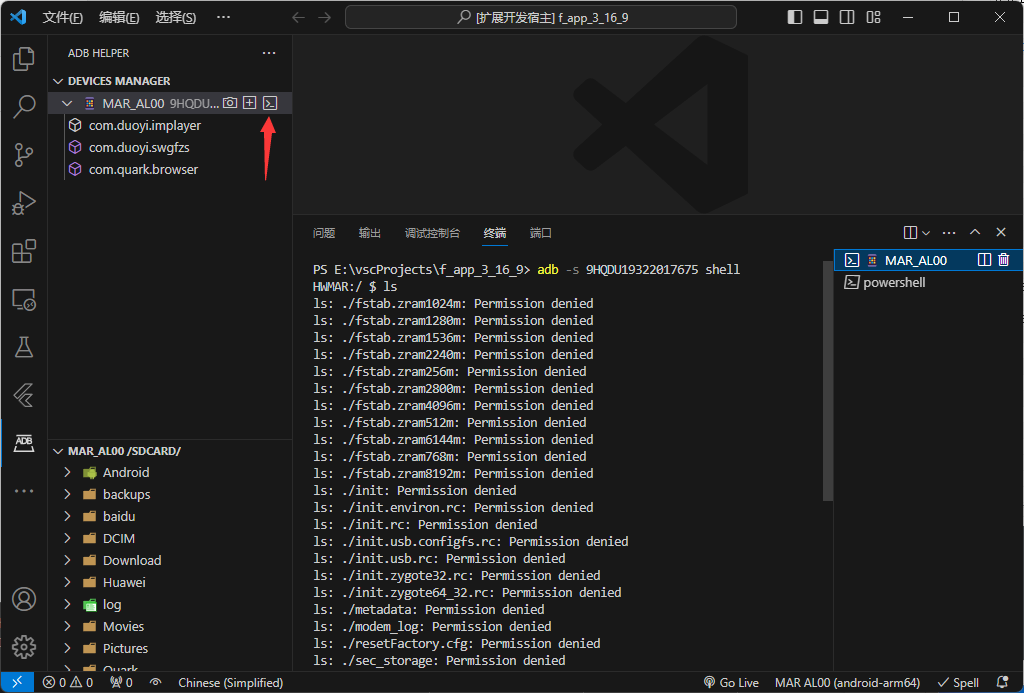 文件(F) 编辑(E) 选择(S) ··· [扩展开发宿主] f_app_3_16_9
ADB HELPER ···
DEVICES MANAGER
MAR_AL00 9HQDU...
com.duoyi.implayer
com.duoyi.swgfzs
com.quark.browser
ADB
MAR_AL00 /SDCARD/
Android
backups
baidu
DCIM
Download
Huawei
log
Movies
Pictures
Quark
问题 输出 调试控制台 终端 端口
PS E:\vscProjects\f_app_3_16_9> adb -s 9HQDU19322017675 shell
HWMAR:/ $ ls
ls: ./fstab.zram1024m: Permission denied
ls: ./fstab.zram1280m: Permission denied
ls: ./fstab.zram1536m: Permission denied
ls: ./fstab.zram2240m: Permission denied
ls: ./fstab.zram256m: Permission denied
ls: ./fstab.zram2800m: Permission denied
ls: ./fstab.zram4096m: Permission denied
ls: ./fstab.zram512m: Permission denied
ls: ./fstab.zram6144m: Permission denied
ls: ./fstab.zram768m: Permission denied
ls: ./fstab.zram8192m: Permission denied
ls: ./init: Permission denied
ls: ./init.environ.rc: Permission denied
ls: ./init.rc: Permission denied
ls: ./init.usb.configfs.rc: Permission denied
ls: ./init.usb.rc: Permission denied
ls: ./init.zygote32.rc: Permission denied
ls: ./init.zygote64_32.rc: Permission denied
ls: ./metadata: Permission denied
ls: ./modem_log: Permission denied
ls: ./resetFactory.cfg: Permission denied
ls: ./sec_storage: Permission denied
MAR_AL00
powershell
0 0 0 Chinese (Simplified) Go Live MAR AL00 (android-arm64) Spell